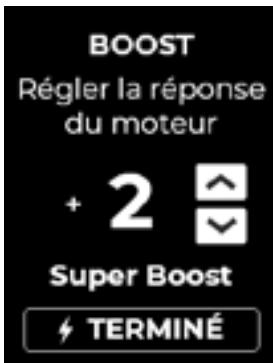 BOOST
Régler la réponse
du moteur
+ 2
Super Boost
TERMINÉ